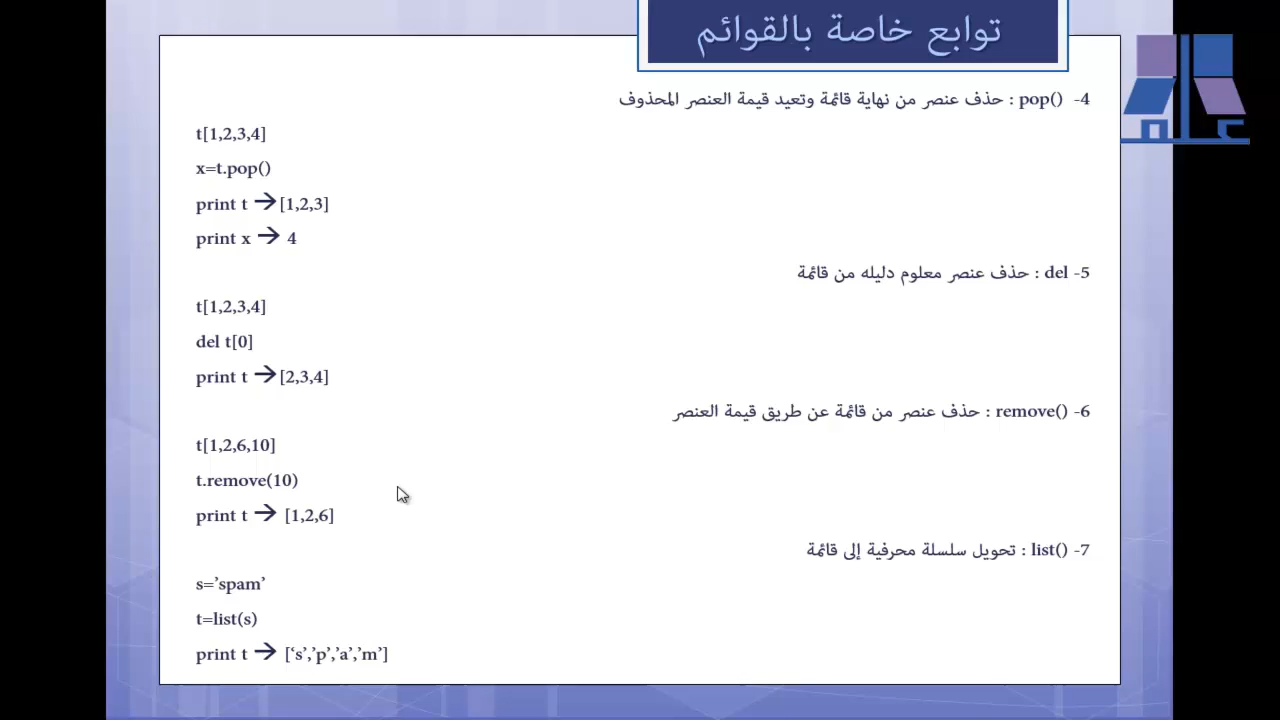 توابع خاصة بالقوائم
علم
4- pop() : حذف عنصر من نهاية قائمة وتعيد قيمة العنصر المحذوف
t[1,2,3,4]
x=t.pop()
print t →[1,2,3]
print x → 4
5- del : حذف عنصر معلوم دليله من قائمة
t[1,2,3,4]
del t[0]
print t →[2,3,4]
6- remove() : حذف عنصر من قائمة عن طريق قيمة العنصر
t[1,2,6,10]
t.remove(10)
print t → [1,2,6]
7- list() : تحويل سلسلة محرفية إلى قائمة
s=’spam’
t=list(s)
print t → [‘s’,’p’,’a’,’m’]